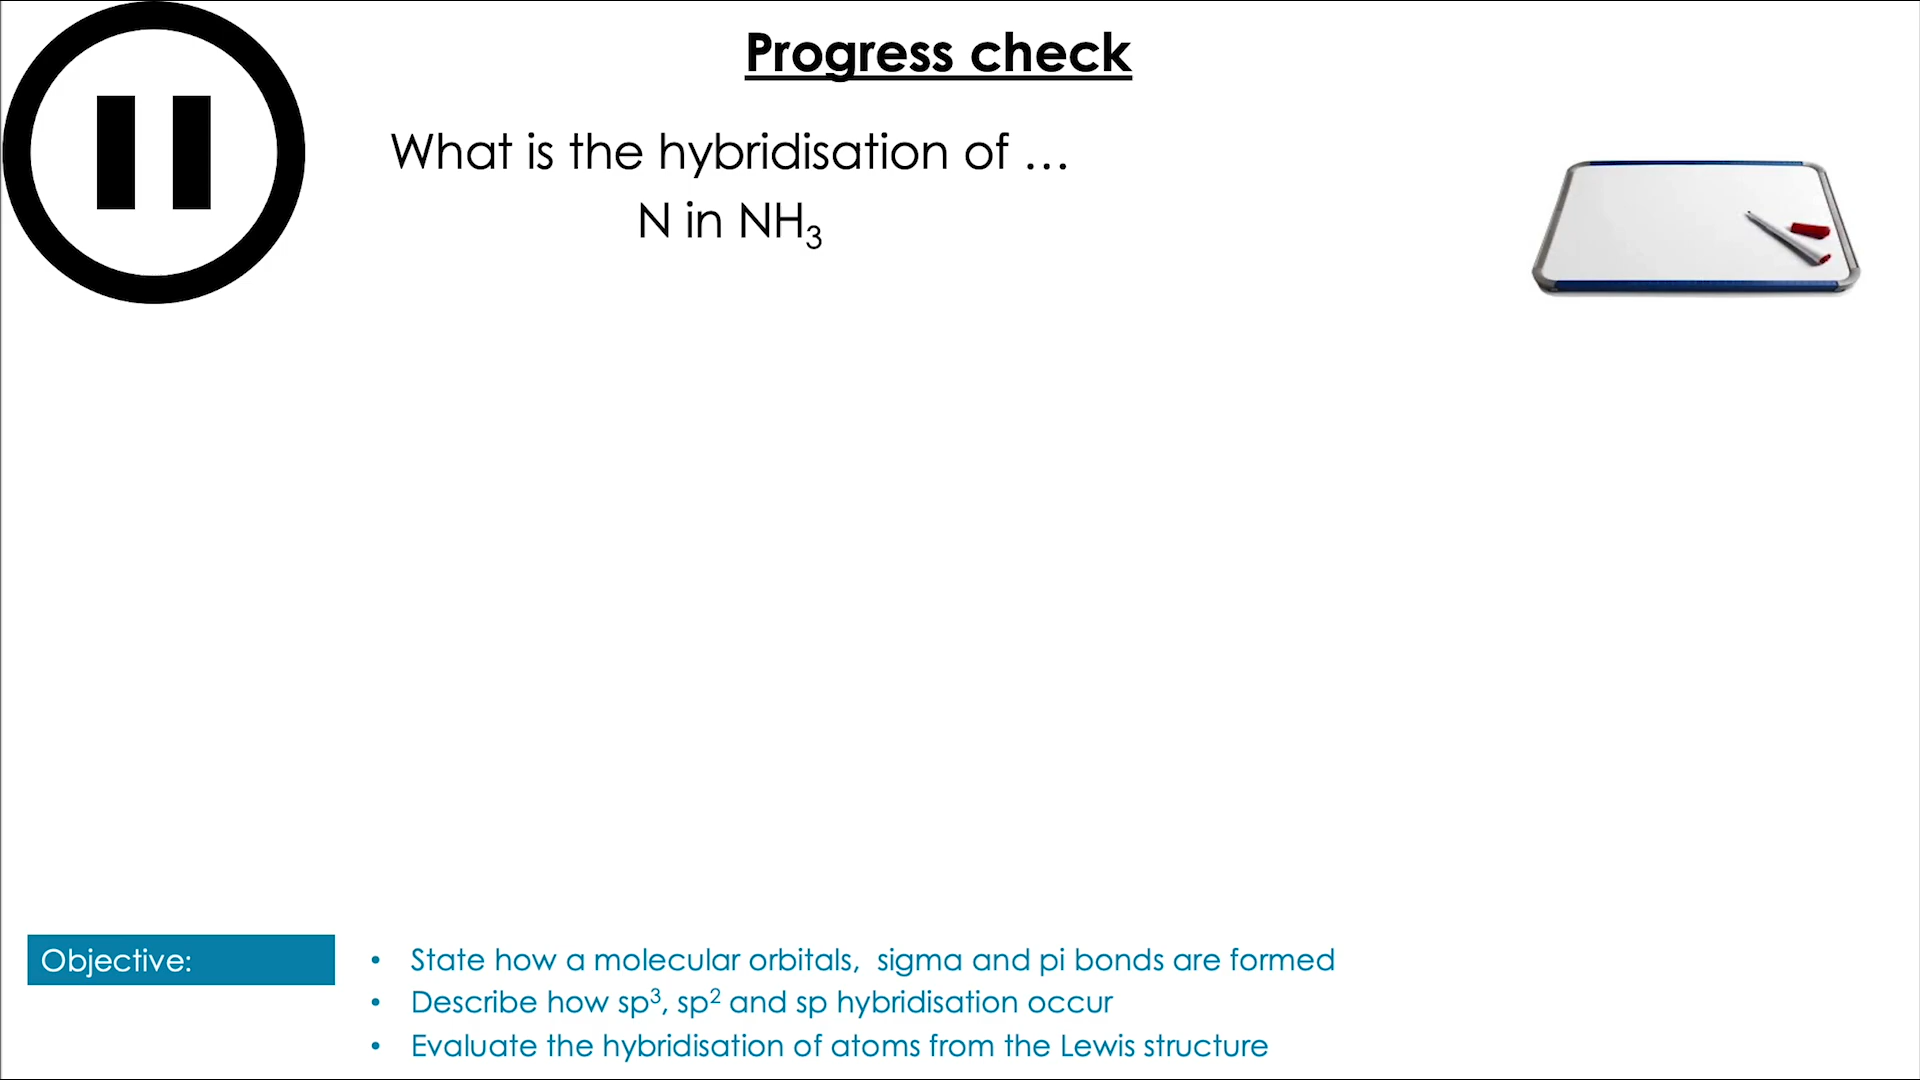 Progress check
What is the hybridisation of …
N in NH₃
Objective:
• State how a molecular orbitals, sigma and pi bonds are formed
• Describe how sp³, sp² and sp hybridisation occur
• Evaluate the hybridisation of atoms from the Lewis structure